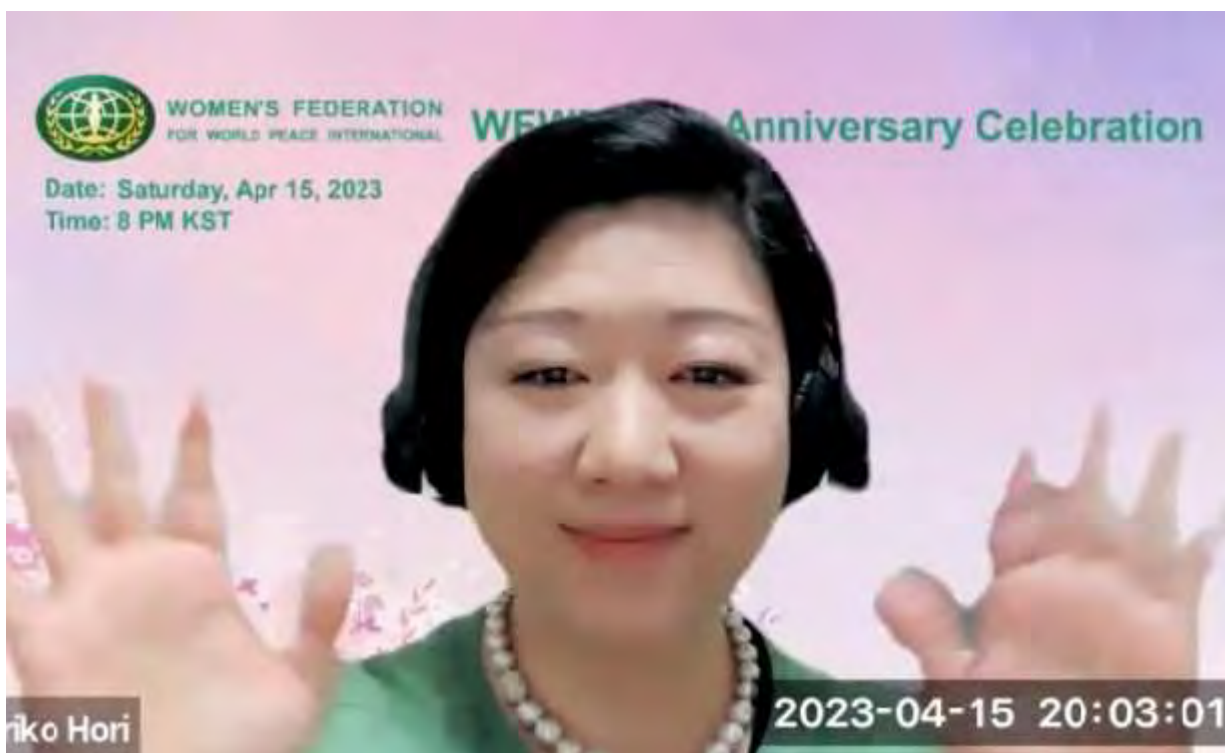 WOMEN'S FEDERATION
FOR WORLD PEACE INTERNATIONAL
Anniversary Celebration
Date: Saturday, Apr 15, 2023
Time: 8 PM KST
riko Hori
2023-04-15 20:03:01